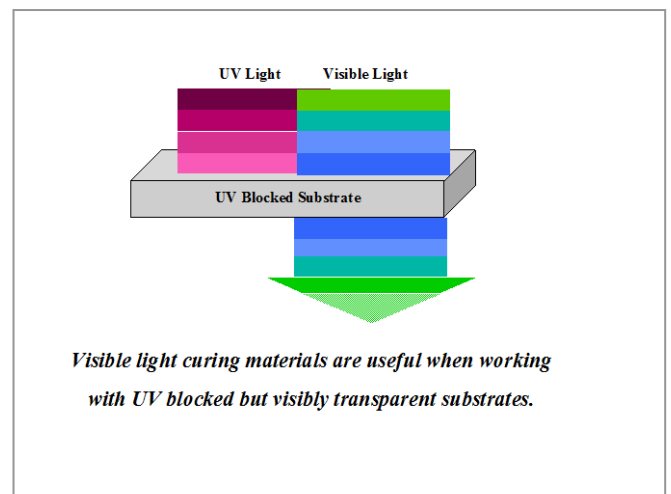 UV Light Visible Light
UV Blocked Substrate
Visible light curing materials are useful when working
with UV blocked but visibly transparent substrates.